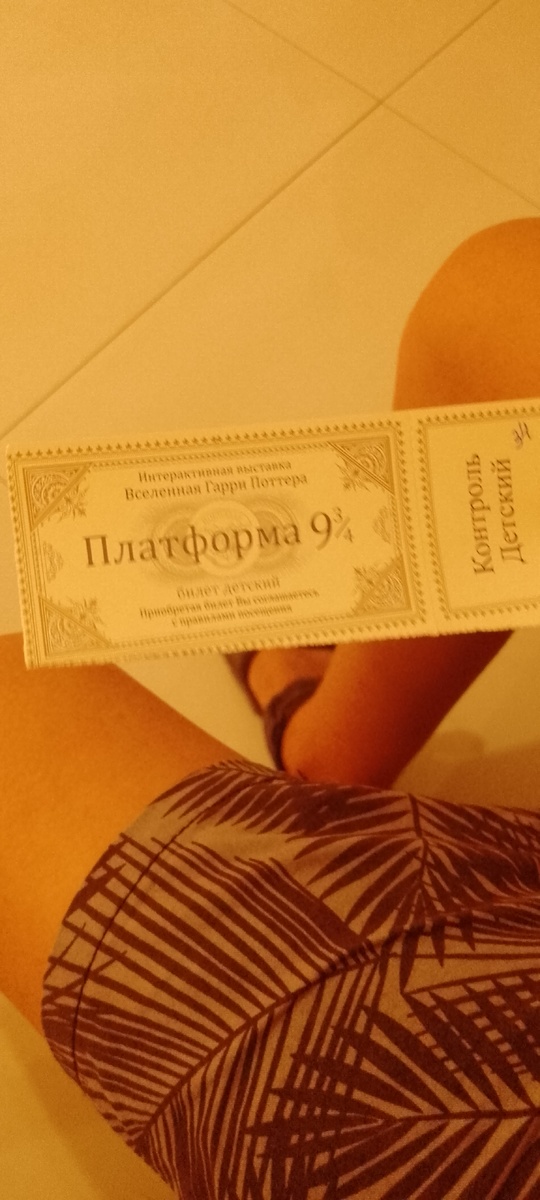 Интерактивная выставка
Вселенная Гарри Поттера
Платформа 9¾
билет детский
Приобретая билет Вы соглашаетесь
с правилами посещения
Контроль
Детский